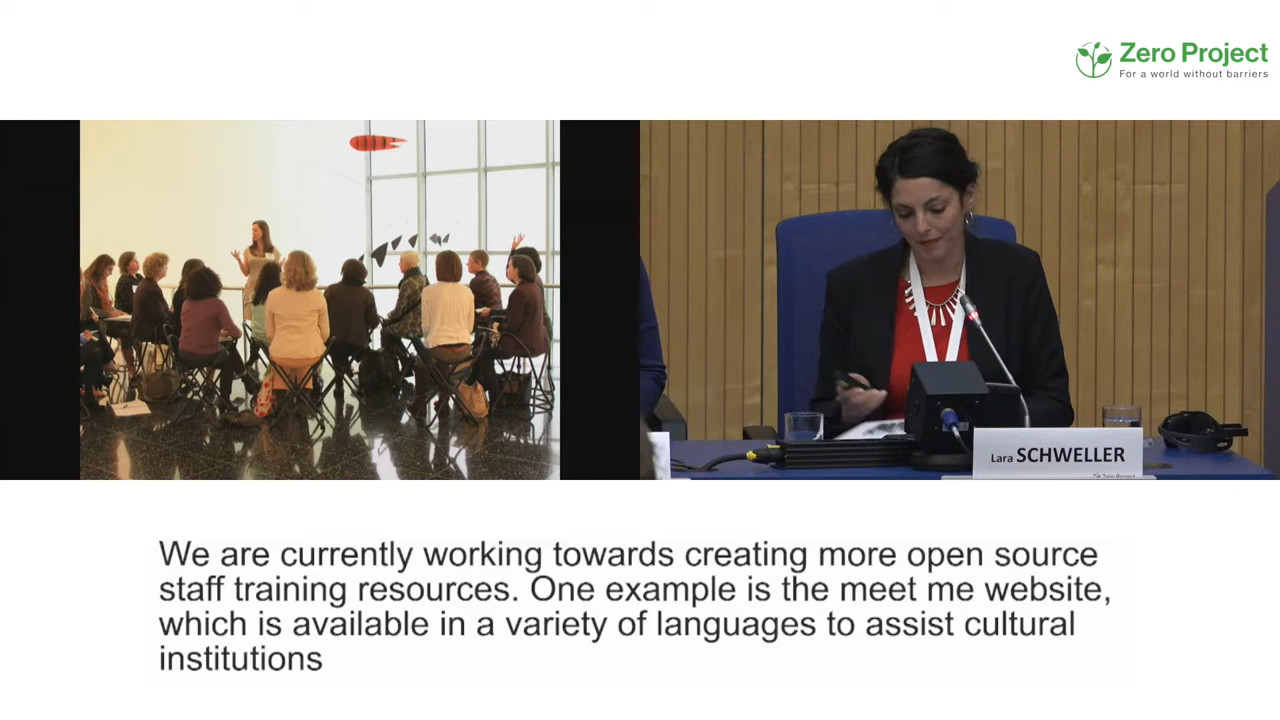 Zero Project
For a world without barriers
Lara SCHWELLER
We are currently working towards creating more open source
staff training resources. One example is the meet me website,
which is available in a variety of languages to assist cultural
institutions